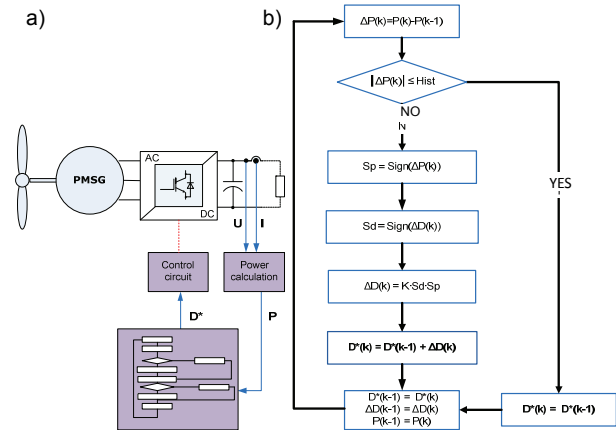 a)
PMSG
AC
DC
U
I
Control
circuit
Power
calculation
D*
P
b)
ΔP(k)=P(k)-P(k-1)
|ΔP(k)| ≤ Hist
NO
YES
Sp = Sign(ΔP(k))
Sd = Sign(ΔD(k))
ΔD(k) = K·Sd·Sp
D*(k) = D*(k-1) + ΔD(k)
D*(k-1) = D*(k)
ΔD(k-1) = ΔD(k)
P(k-1) = P(k)
D*(k) = D*(k-1)